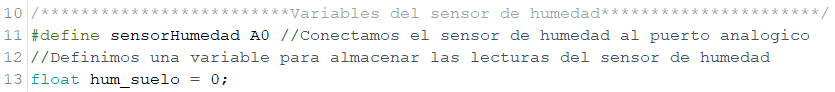 10 /*************************Variables del sensor de humedad**********************/
11 #define sensorHumedad A0 //Conectamos el sensor de humedad al puerto analogico
12 //Definimos una variable para almacenar las lecturas del sensor de humedad
13 float hum_suelo = 0;